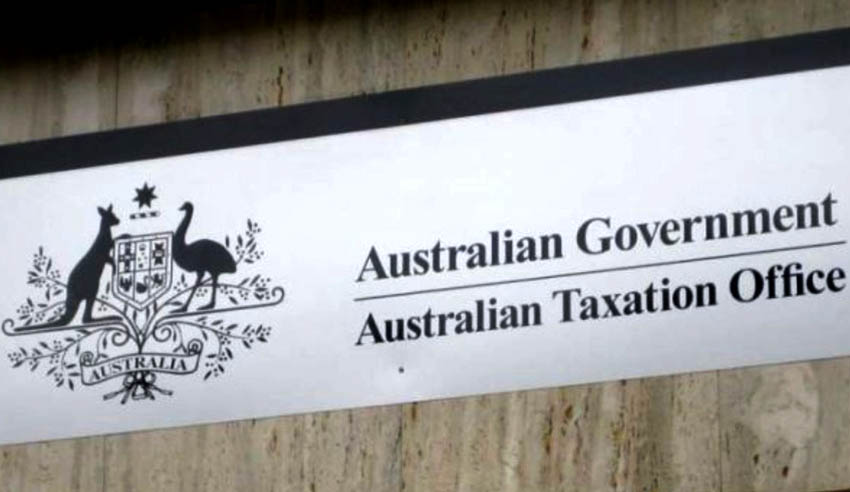 Australian Government
Australian Taxation Office
AUSTRALIA